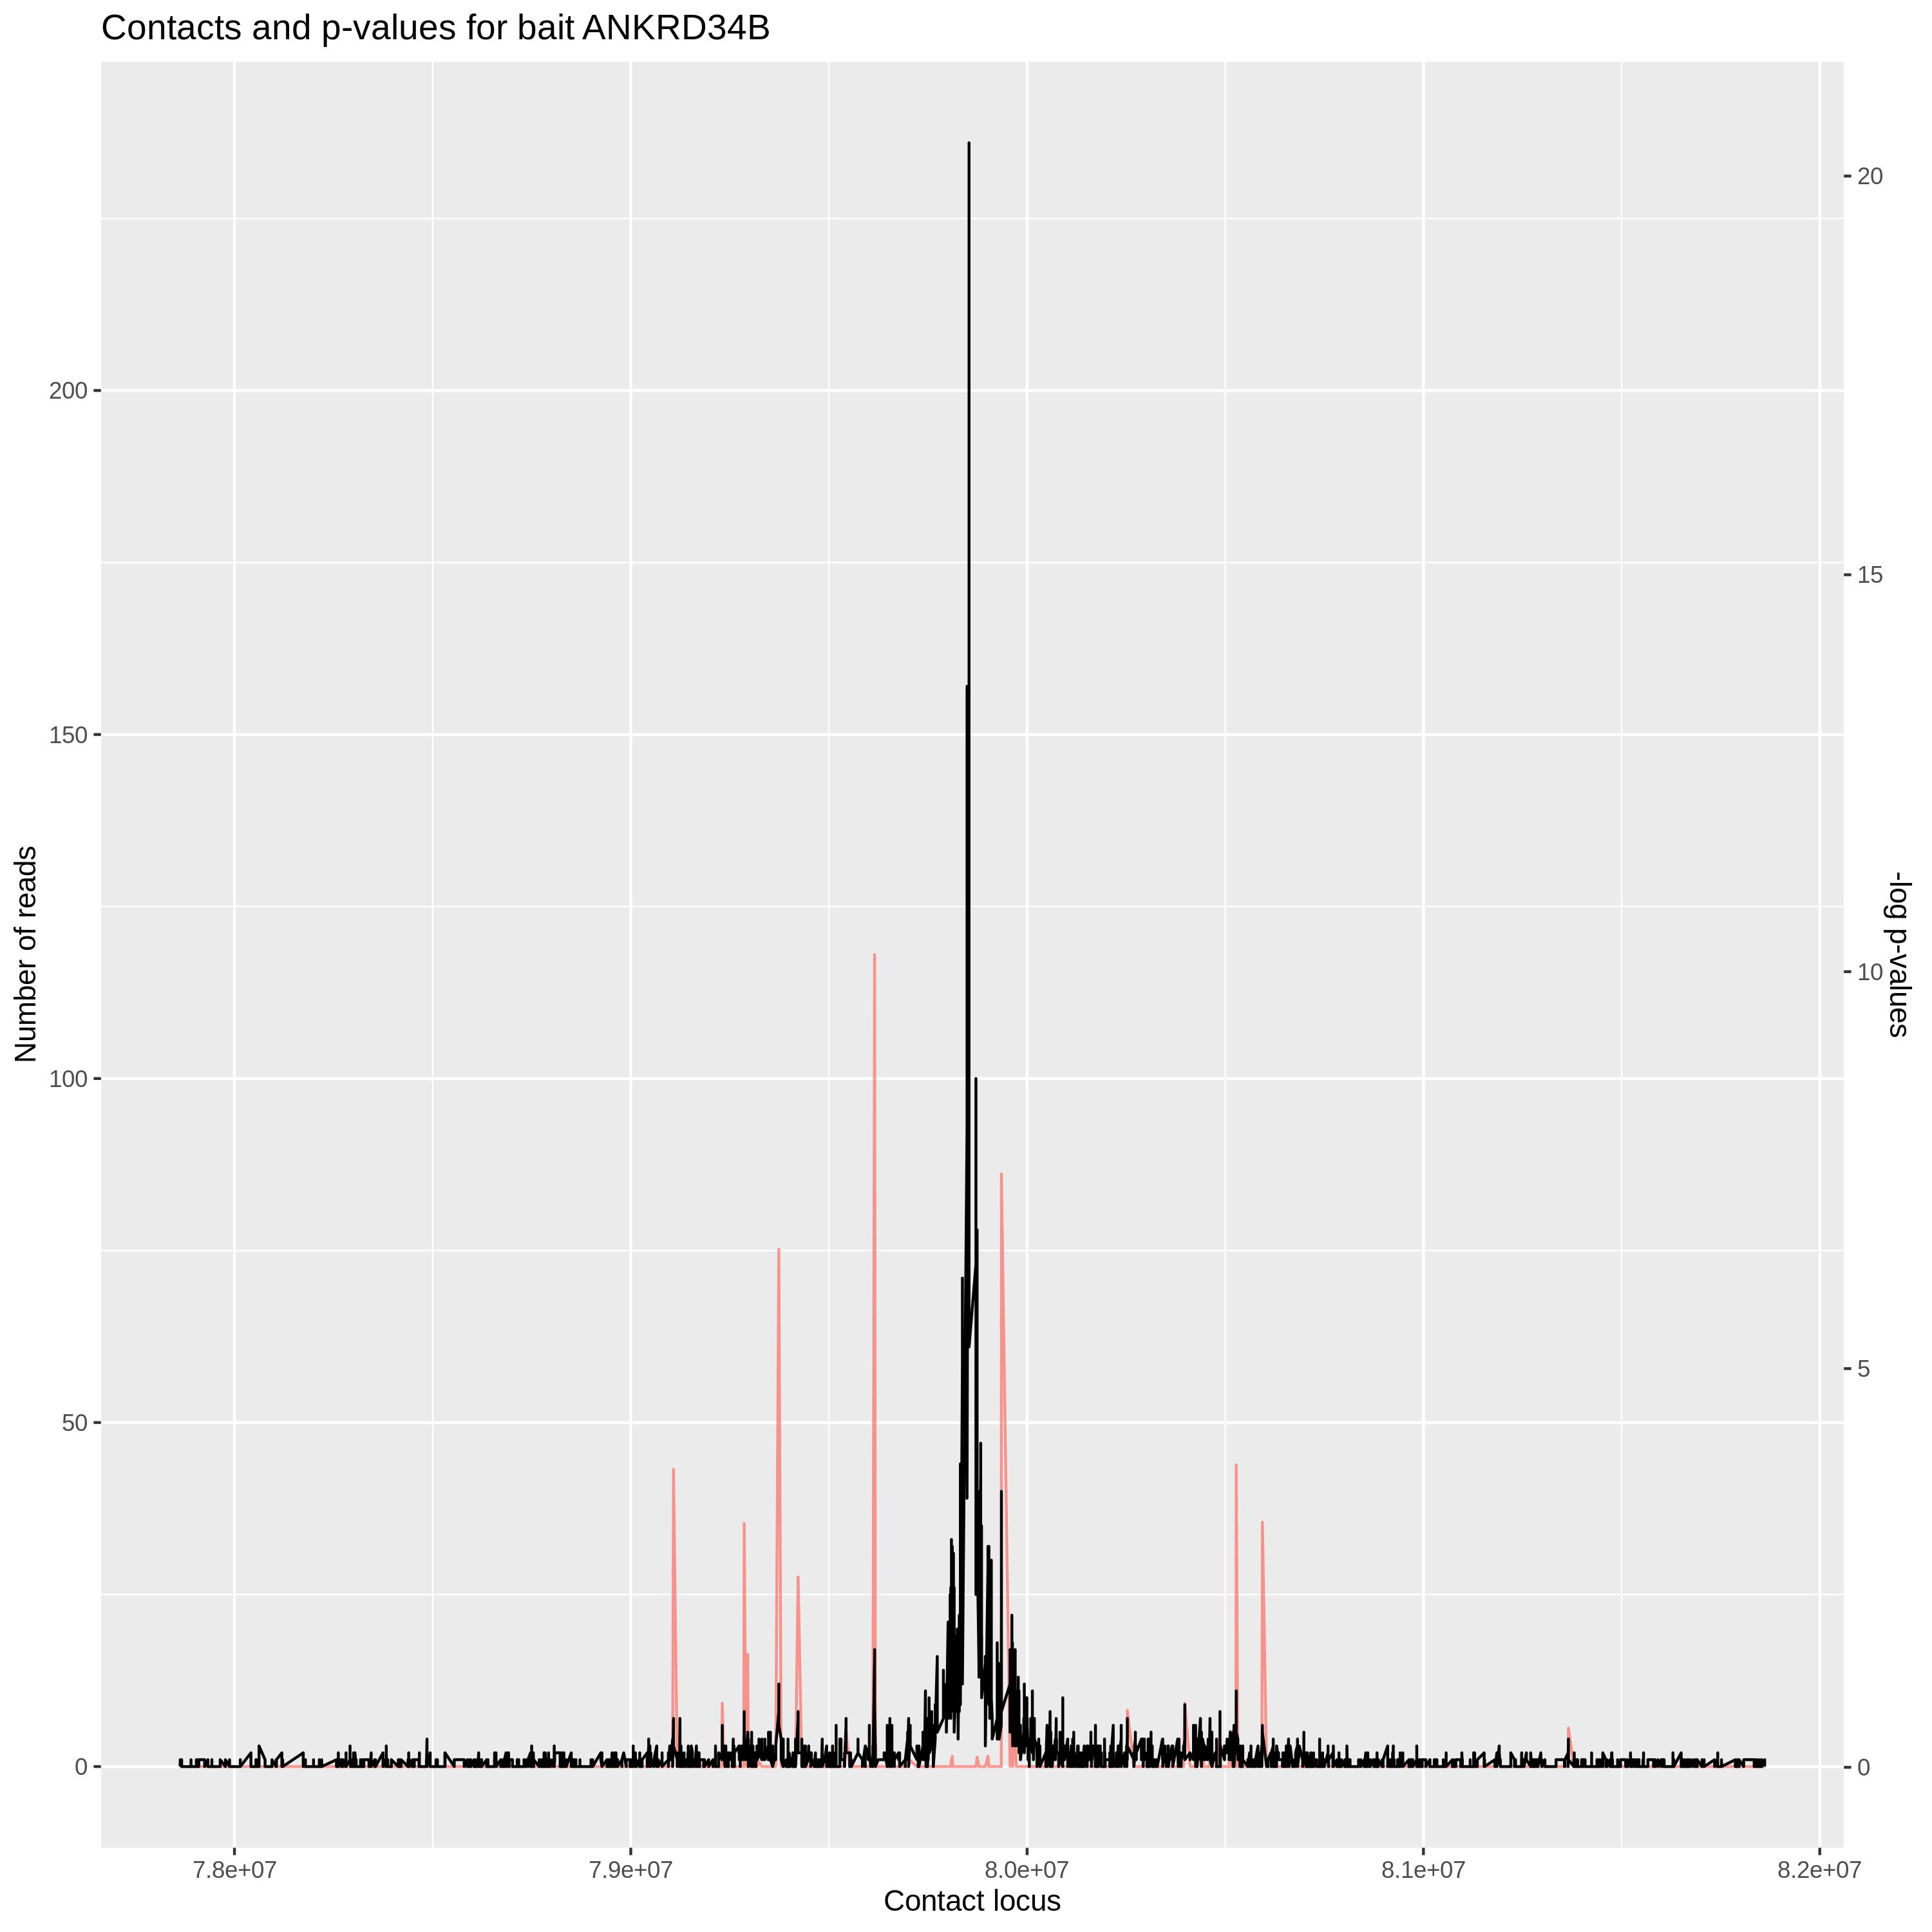 Contacts and p-values for bait ANKRD34B
Number of reads
200
150
100
50
0
20
15
10
5
0
-log p-values
7.8e+07 7.9e+07 8.0e+07 8.1e+07 8.2e+07
Contact locus